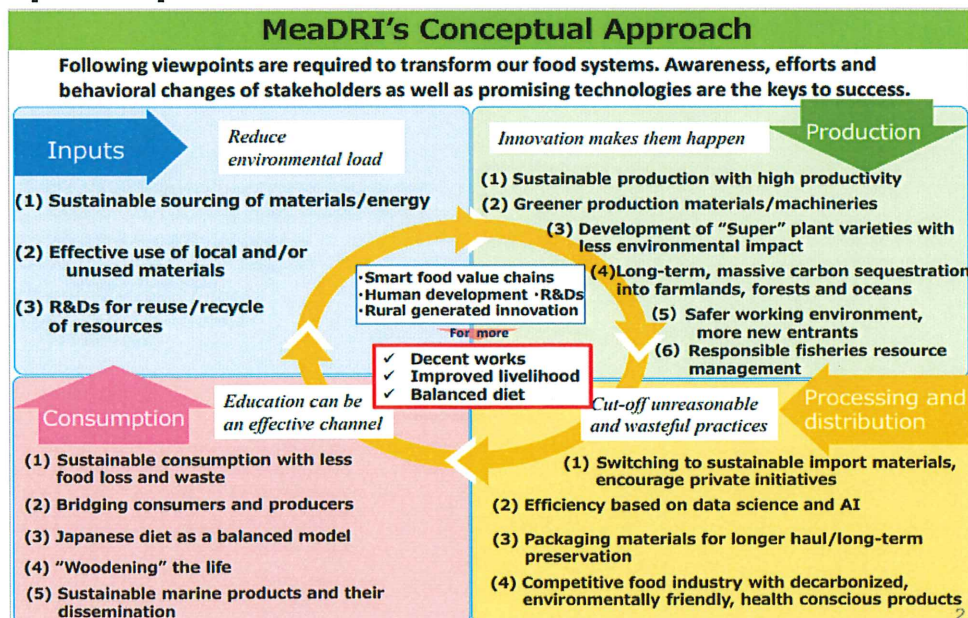 MeaDRI's Conceptual Approach
Following viewpoints are required to transform our food systems. Awareness, efforts and
behavioral changes of stakeholders as well as promising technologies are the keys to success.
Inputs
Reduce
environmental load
(1) Sustainable sourcing of materials/energy
(2) Effective use of local and/or
unused materials
(3) R&Ds for reuse/recycle
of resources
Innovation makes them happen
Production
(1) Sustainable production with high productivity
(2) Greener production materials/machineries
(3) Development of "Super" plant varieties with
less environmental impact
(4)Long-term, massive carbon sequestration
into farmlands, forests and oceans
(5) Safer working environment,
more new entrants
(6) Responsible fisheries resource
management
·Smart food value chains
·Human development ·R&Ds
·Rural generated innovation
For more
✓ Decent works
✓ Improved livelihood
✓ Balanced diet
Consumption
Education can be
an effective channel
(1) Sustainable consumption with less
food loss and waste
(2) Bridging consumers and producers
(3) Japanese diet as a balanced model
(4) "Woodening" the life
(5) Sustainable marine products and their
dissemination
Cut-off unreasonable
and wasteful practices
Processing and
distribution
(1) Switching to sustainable import materials,
encourage private initiatives
(2) Efficiency based on data science and AI
(3) Packaging materials for longer haul/long-term
preservation
(4) Competitive food industry with decarbonized,
environmentally friendly, health conscious products
2